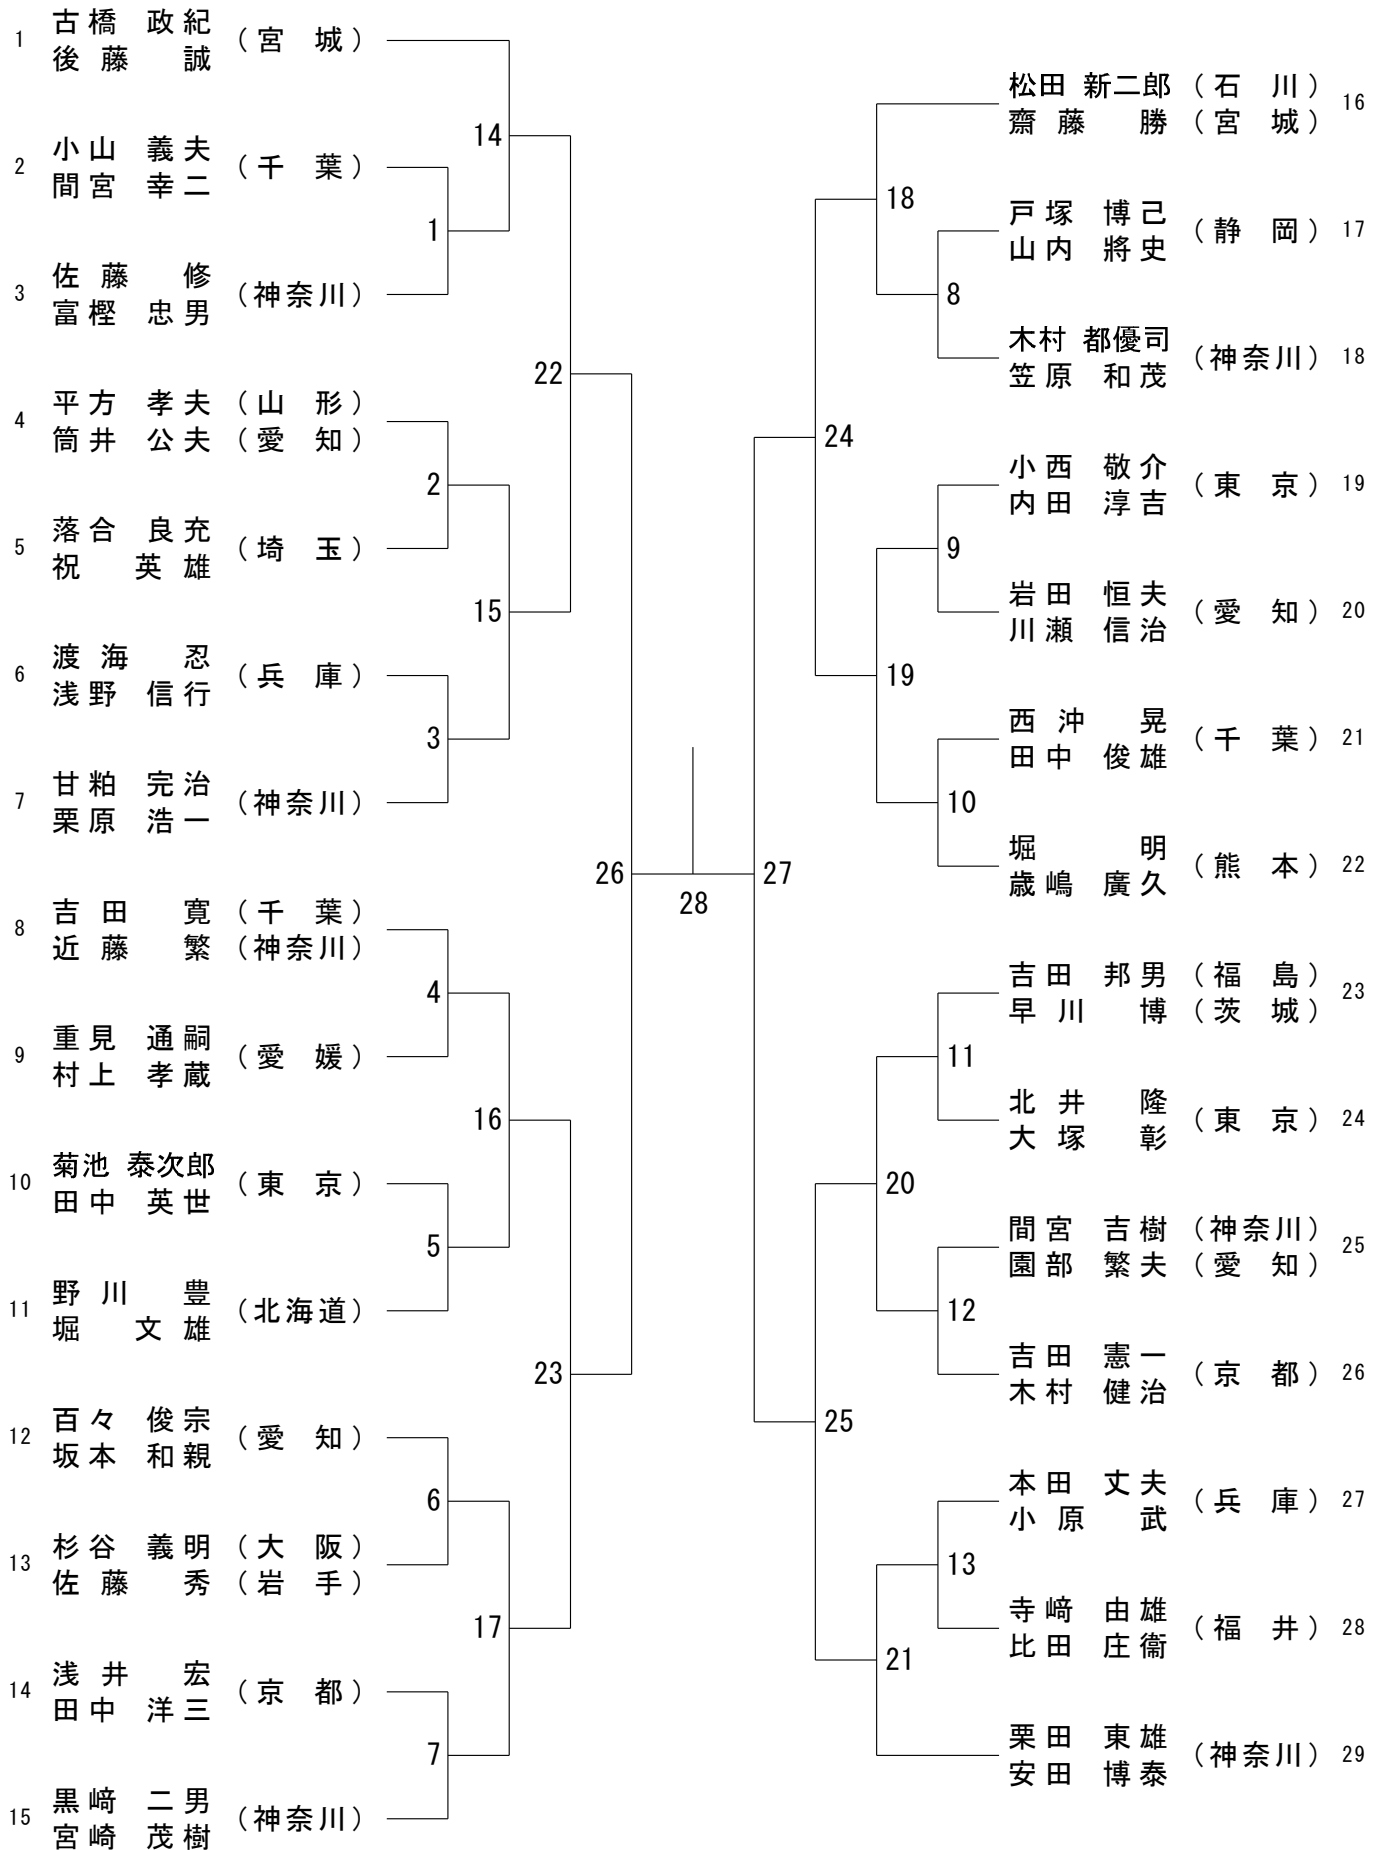 1 古橋 政紀 (宮 城)
後藤 誠
14
2 小山 義夫 (千 葉)
間宮 幸二
1
3 佐藤 修 (神奈川)
富樫 忠男
22
4 平方 孝夫 (山 形)
筒井 公夫 (愛 知)
2
5 落合 良充 (埼 玉)
祝 英雄
15
6 渡海 忍 (兵 庫)
浅野 信行
3
7 甘粕 完治 (神奈川)
栗原 浩一
26
8 吉田 寛 (千 葉)
近藤 繁 (神奈川)
4
9 重見 通嗣 (愛 媛)
村上 孝蔵
16
10 菊池 泰次郎 (東 京)
田中 英世
5
11 野川 豊 (北海道)
堀 文雄
23
12 百々 俊宗 (愛 知)
坂本 和親
6
13 杉谷 義明 (大 阪)
佐藤 秀 (岩 手)
17
14 浅井 宏 (京 都)
田中 洋三
7
15 黒﨑 二男 (神奈川)
宮崎 茂樹
28
松田 新二郎 (石 川) 16
齋藤 勝 (宮 城)
18
戸塚 博己 (静 岡) 17
山内 將史
8
木村 都優司 (神奈川) 18
笠原 和茂
24
小西 敬介 (東 京) 19
内田 淳吉
9
岩田 恒夫 (愛 知) 20
川瀬 信治
19
西沖 晃 (千 葉) 21
田中 俊雄
10
堀 明 (熊 本) 22
歳嶋 廣久
27
吉田 邦男 (福 島) 23
早川 博 (茨 城)
11
北井 隆 (東 京) 24
大塚 彰
20
間宮 吉樹 (神奈川) 25
園部 繁夫 (愛 知)
12
吉田 憲一 (京 都) 26
木村 健治
25
本田 丈夫 (兵 庫) 27
小原 武
13
寺﨑 由雄 (福 井) 28
比田 庄衞
21
栗田 東雄 (神奈川) 29
安田 博泰